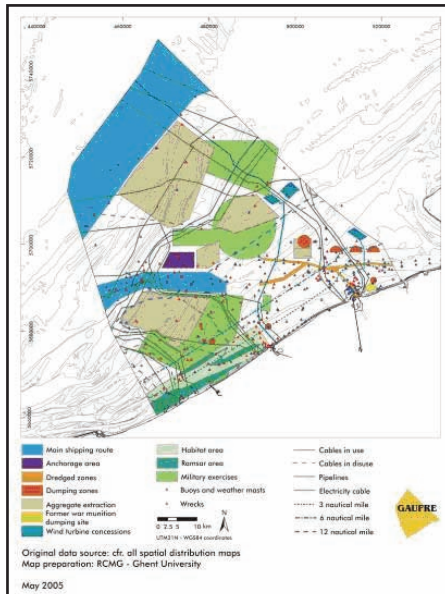 Main shipping route
Anchorage area
Dredged zones
Dumping zones
Aggregate extraction
Former war munition
dumping site
Wind turbine concessions
Habitat area
Ramsar area
Military exercises
Buoys and weather masts
Wrecks
0 2.5 5 10 km
N
UTM31N - WGS84 coordinates
Cables in use
Cables in disuse
Pipelines
Electricity cable
3 nautical mile
6 nautical mile
12 nautical mile
GAUFRE
Original data source: cfr. all spatial distribution maps
Map preparation: RCMG - Ghent University
May 2005